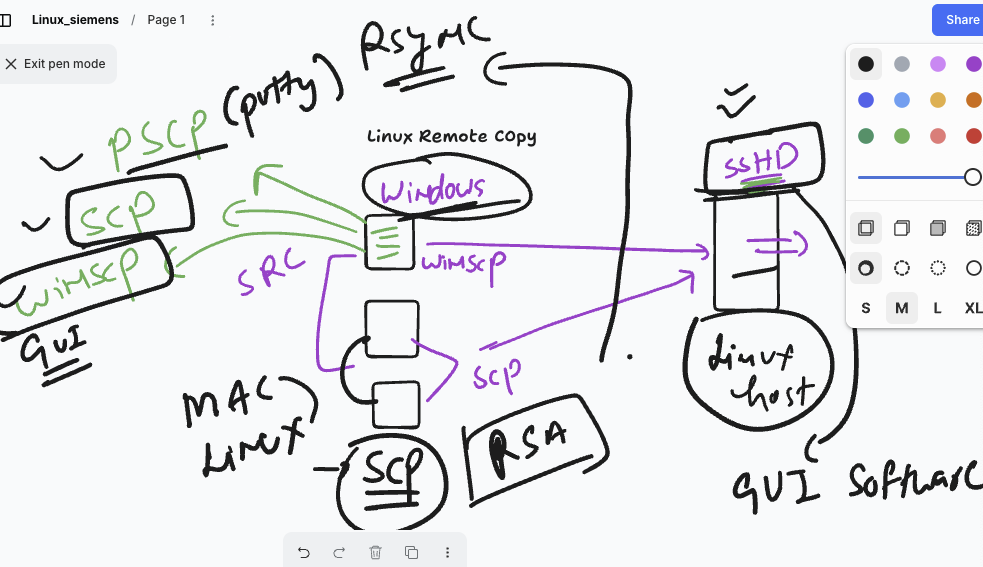 Linux_siemens / Page 1
Share
Exit pen mode
Rsync
(putty)
PSCP
Linux Remote Copy
Windows
SSHD
SCP
WinSCP
SRC
WinSCP
GUI
SCP
Linux
host
MAC
Linux
SCP
RSA
GUI Software
S M L XL